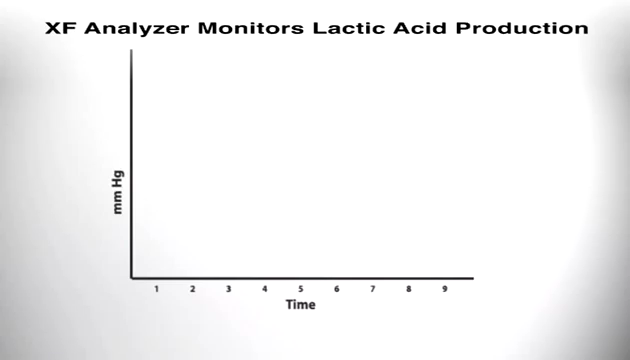 XF Analyzer Monitors Lactic Acid Production
mm Hg
1 2 3 4 5 6 7 8 9
Time